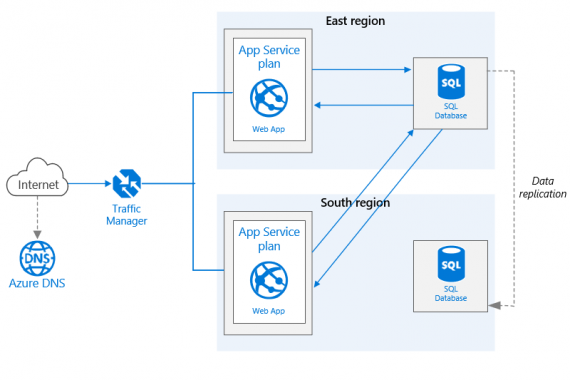 East region
App Service
plan
Web App
SQL
SQL
Database
Internet
Traffic
Manager
DNS
Azure DNS
Data
replication
South region
App Service
plan
Web App
SQL
SQL
Database